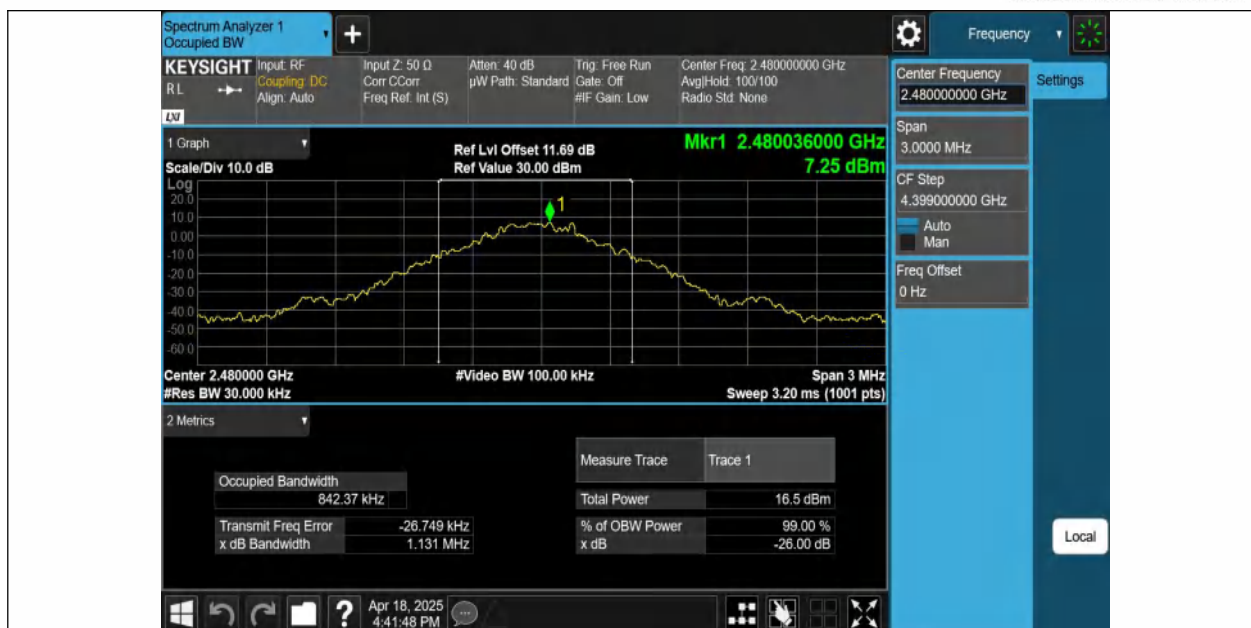 Spectrum Analyzer 1
Occupied BW
+
Frequency
KEYSIGHT
RL
LXI
Input: RF
Coupling: DC
Align: Auto
Input Z: 50 Ω
Corr CCorr
Freq Ref: Int (S)
Atten: 40 dB
µW Path: Standard
Trig: Free Run
Gate: Off
#IF Gain: Low
Center Freq: 2.480000000 GHz
Avg|Hold: 100/100
Radio Std: None
Center Frequency
2.480000000 GHz
Settings
Span
3.0000 MHz
CF Step
4.399000000 GHz
Auto
Man
Freq Offset
0 Hz
Local
1 Graph
Scale/Div 10.0 dB
Ref Lvl Offset 11.69 dB
Ref Value 30.00 dBm
Mkr1 2.480036000 GHz
7.25 dBm
Log
20.0
10.0
0.00
-10.0
-20.0
-30.0
-40.0
-50.0
-60.0
1
Center 2.480000 GHz
#Res BW 30.000 kHz
#Video BW 100.00 kHz
Span 3 MHz
Sweep 3.20 ms (1001 pts)
2 Metrics
Measure Trace Trace 1
Occupied Bandwidth
842.37 kHz
Total Power 16.5 dBm
Transmit Freq Error -26.749 kHz
% of OBW Power 99.00 %
x dB Bandwidth 1.131 MHz
x dB -26.00 dB
?
Apr 18, 2025
4:41:48 PM